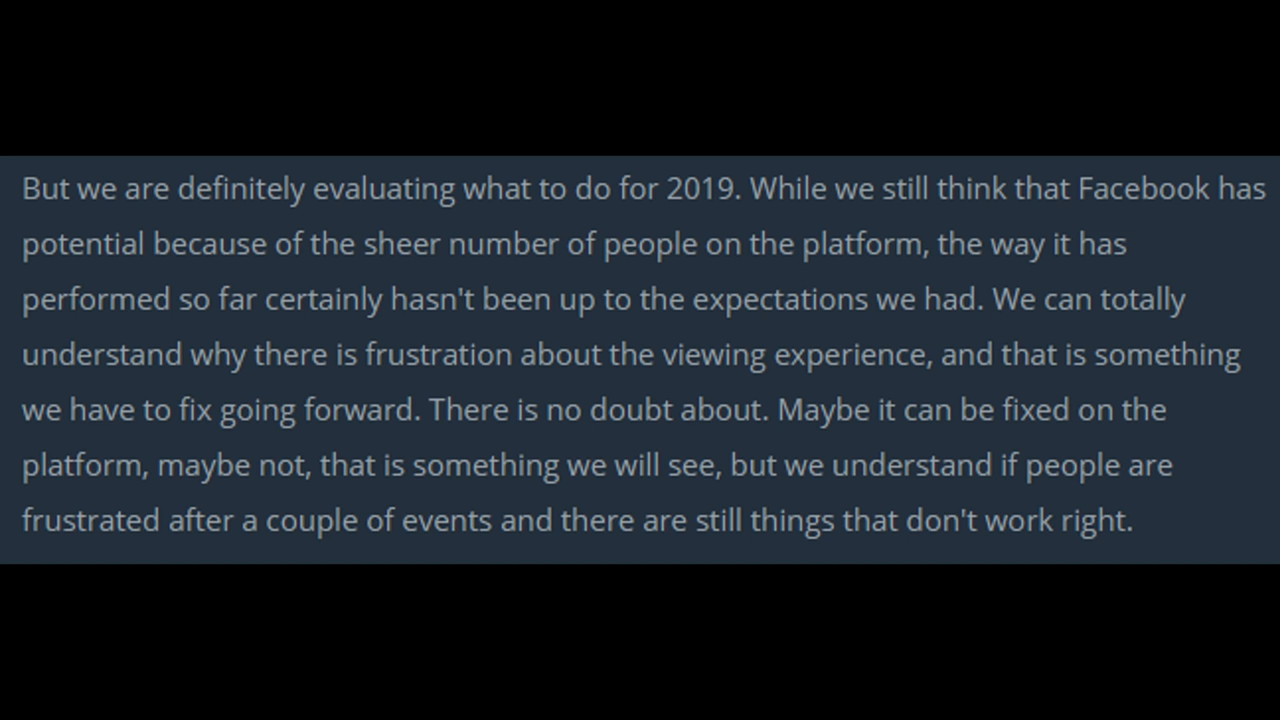 But we are definitely evaluating what to do for 2019. While we still think that Facebook has
potential because of the sheer number of people on the platform, the way it has
performed so far certainly hasn't been up to the expectations we had. We can totally
understand why there is frustration about the viewing experience, and that is something
we have to fix going forward. There is no doubt about. Maybe it can be fixed on the
platform, maybe not, that is something we will see, but we understand if people are
frustrated after a couple of events and there are still things that don't work right.